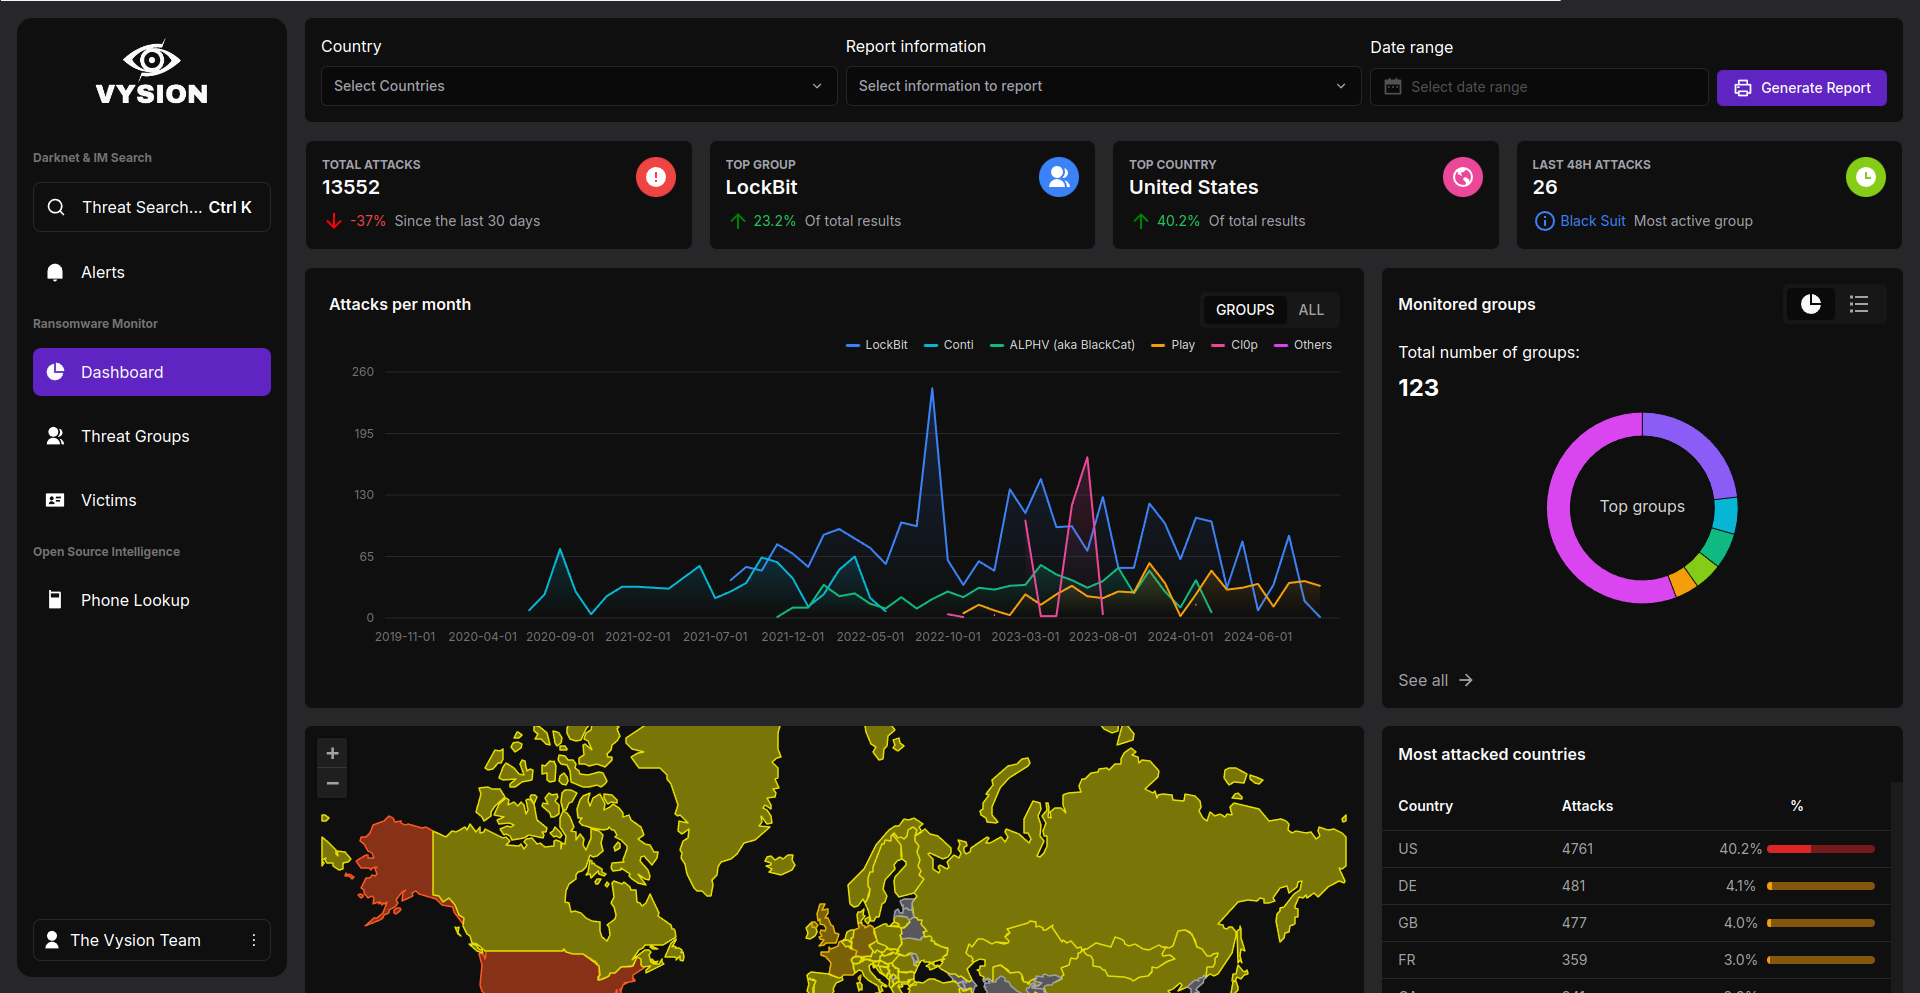 VYSION
Darknet & IM Search
Threat Search... Ctrl K
Alerts
Ransomware Monitor
Dashboard
Threat Groups
Victims
Open Source Intelligence
Phone Lookup
The Vysion Team
Country
Select Countries
Report information
Select information to report
Date range
Select date range
Generate Report
TOTAL ATTACKS
13552
-37% Since the last 30 days
TOP GROUP
LockBit
23.2% Of total results
TOP COUNTRY
United States
40.2% Of total results
LAST 48H ATTACKS
26
Black Suit Most active group
Attacks per month
GROUPS ALL
LockBit Conti ALPHV (aka BlackCat) Play Cl0p Others
260
195
130
65
0
2019-11-01 2020-04-01 2020-09-01 2021-02-01 2021-07-01 2021-12-01 2022-05-01 2022-10-01 2023-03-01 2023-08-01 2024-01-01 2024-06-01
Monitored groups
Total number of groups:
123
Top groups
See all
+
−
Most attacked countries
Country Attacks %
US 4761 40.2%
DE 481 4.1%
GB 477 4.0%
FR 359 3.0%